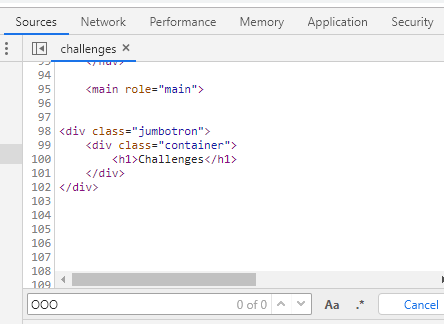 Sources Network Performance Memory Application Security
challenges ×
93 </nav>
94
95 <main role="main">
96
97
98 <div class="jumbotron">
99 <div class="container">
100 <h1>Challenges</h1>
101 </div>
102 </div>
103
104
105
106
107
108
109
OOO 0 of 0 Aa .* Cancel